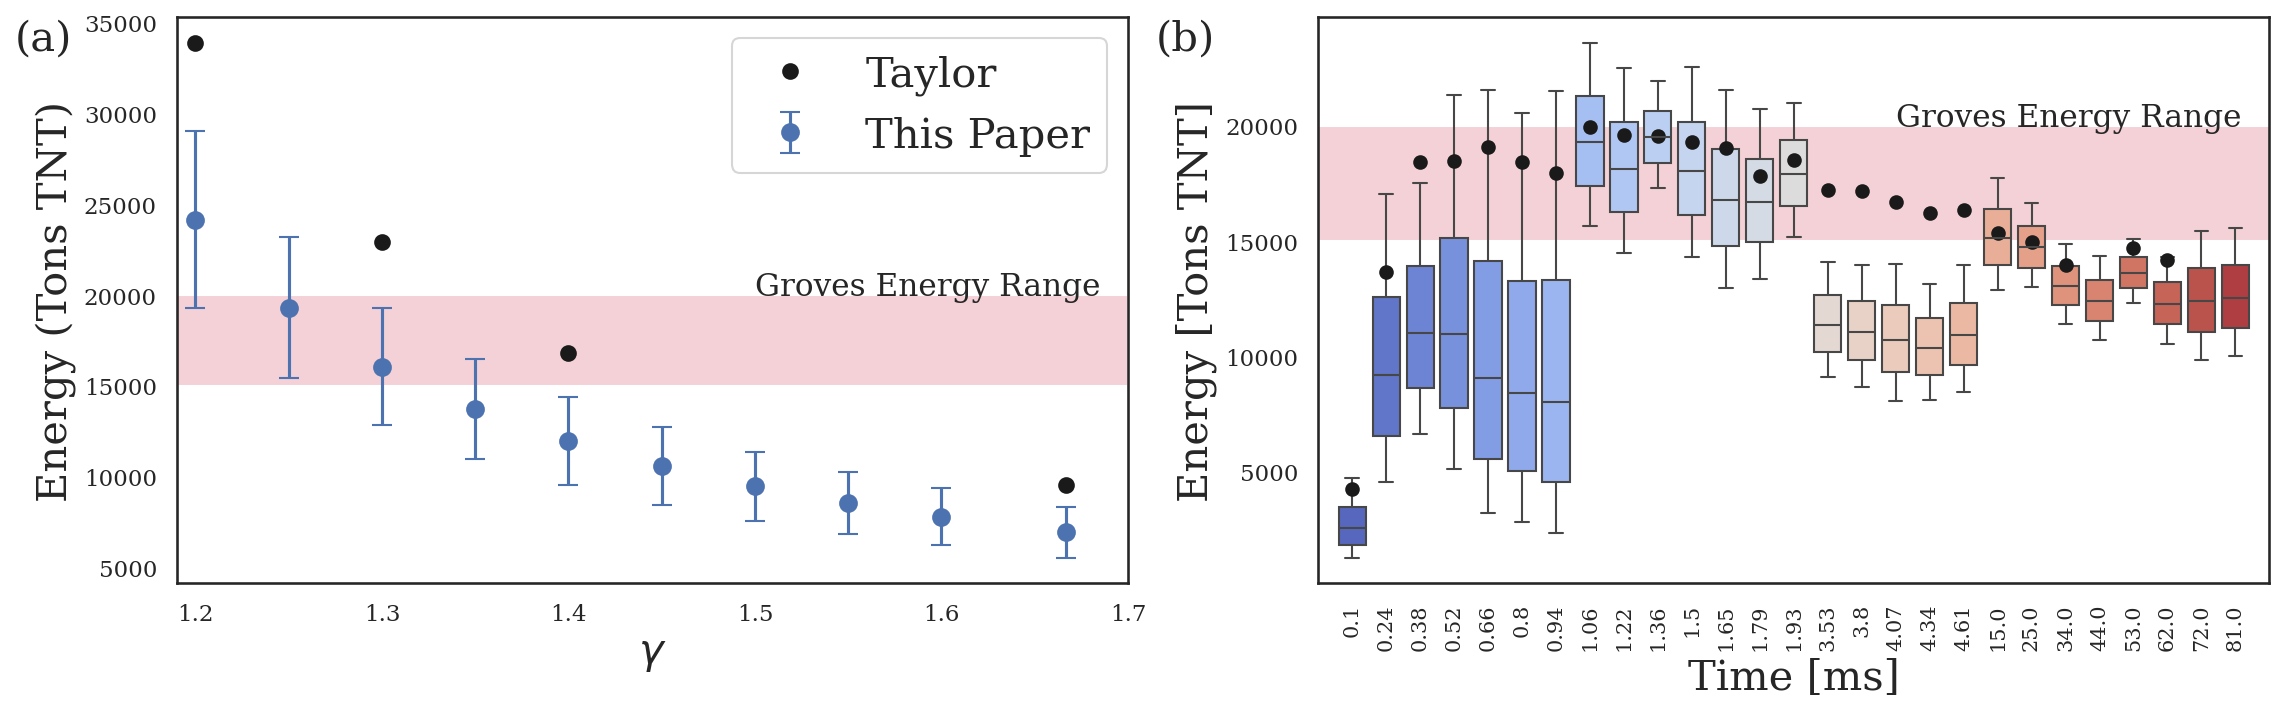 (a)
Energy (Tons TNT)
35000
30000
25000
20000
15000
10000
5000
Taylor
This Paper
Groves Energy Range
1.2 1.3 1.4 1.5 1.6 1.7
γ
(b)
Energy [Tons TNT]
20000
15000
10000
5000
Groves Energy Range
0.1 0.24 0.38 0.52 0.66 0.8 0.94 1.06 1.22 1.36 1.5 1.65 1.79 1.93 3.53 3.8 4.07 4.34 4.61 15.0 25.0 34.0 44.0 53.0 62.0 72.0 81.0
Time [ms]